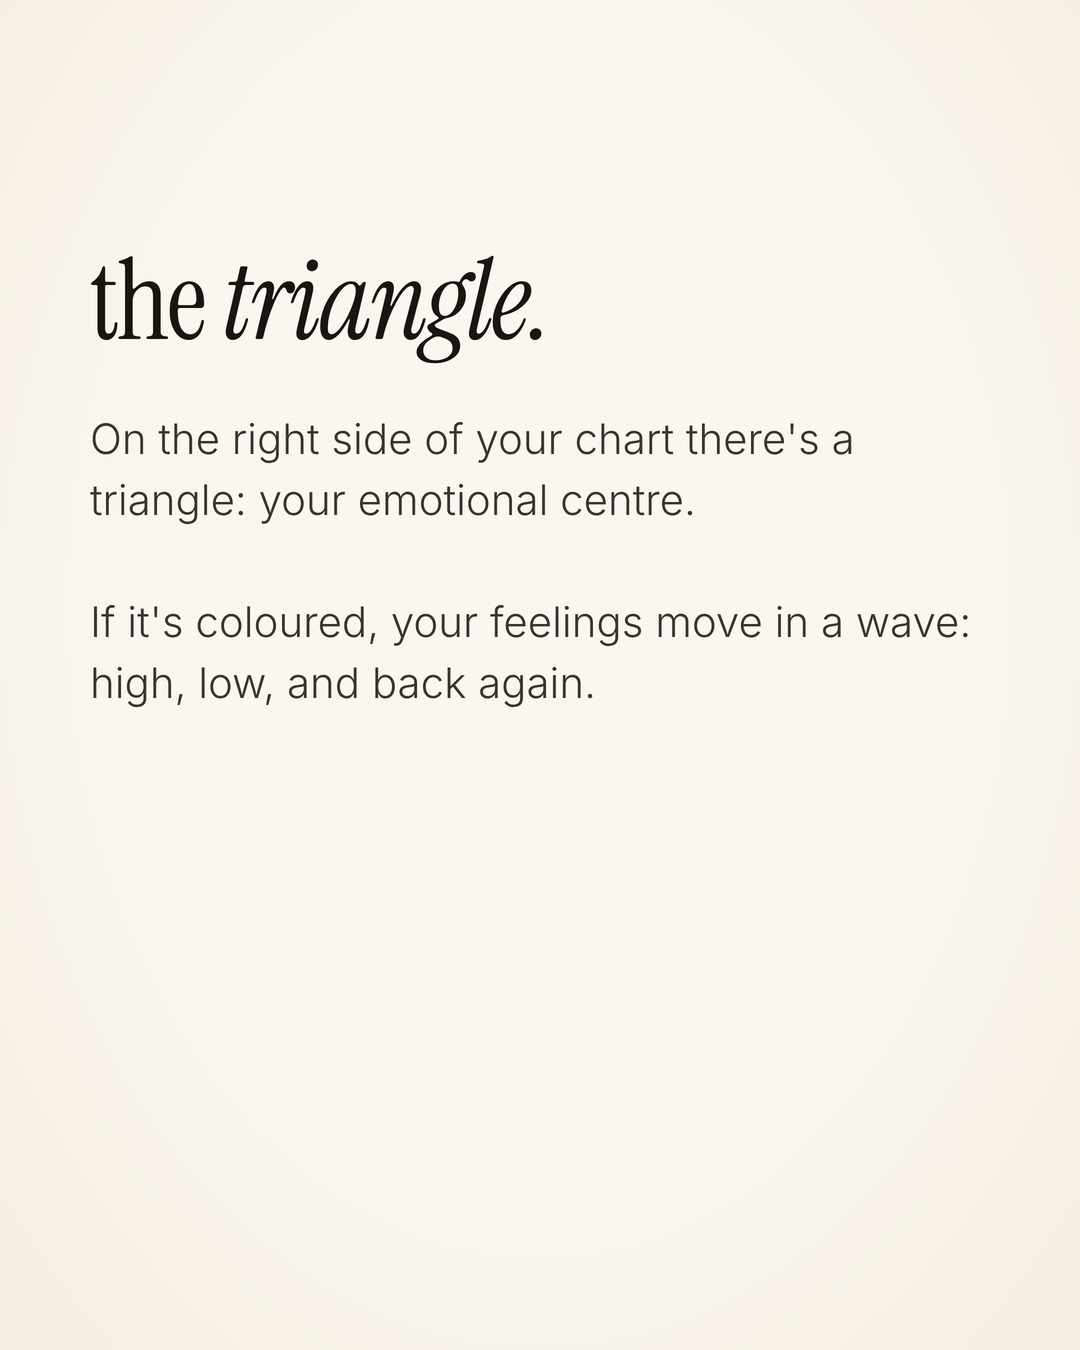 the triangle.
On the right side of your chart there's a
triangle: your emotional centre.
If it's coloured, your feelings move in a wave:
high, low, and back again.